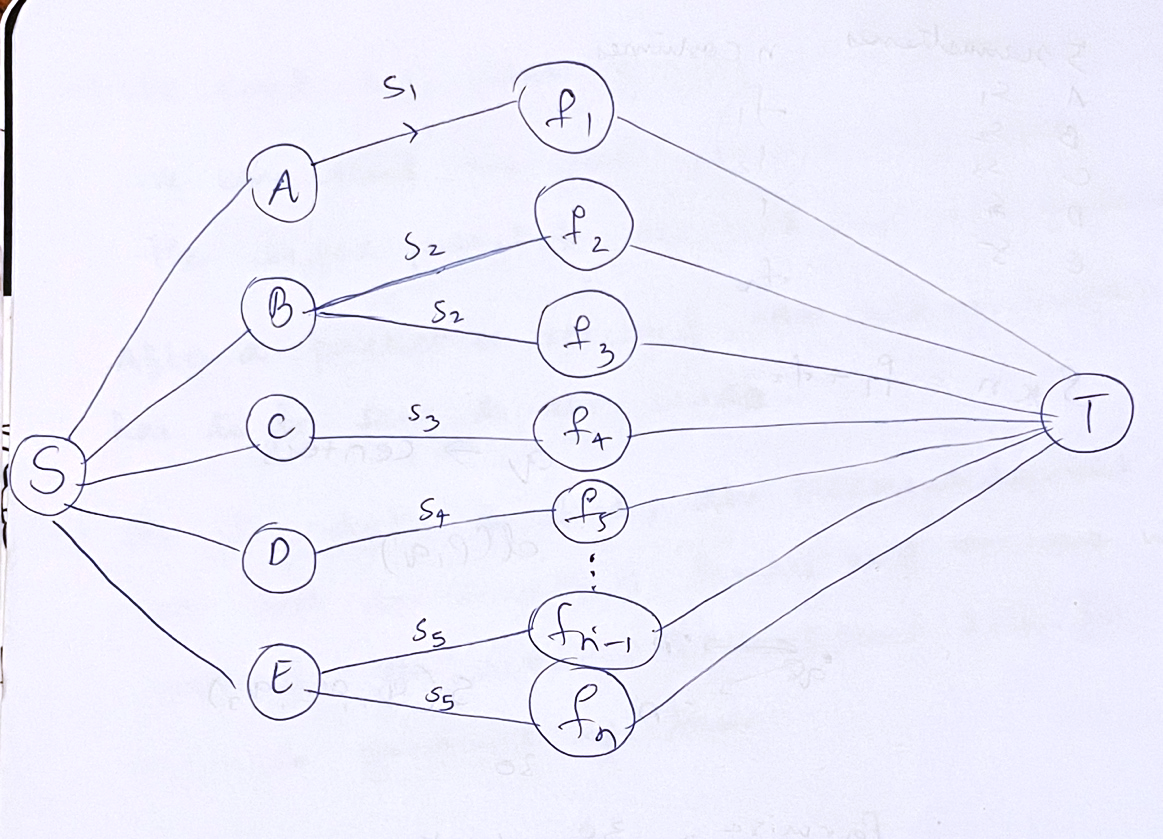 S₁
f₁
A
f₂
S₂
B
S₂
f₃
S₃
C
f₄
T
S
S₄
f₅
D
⋮
S₅
fₙ₋₁
E
S₅
fₙ